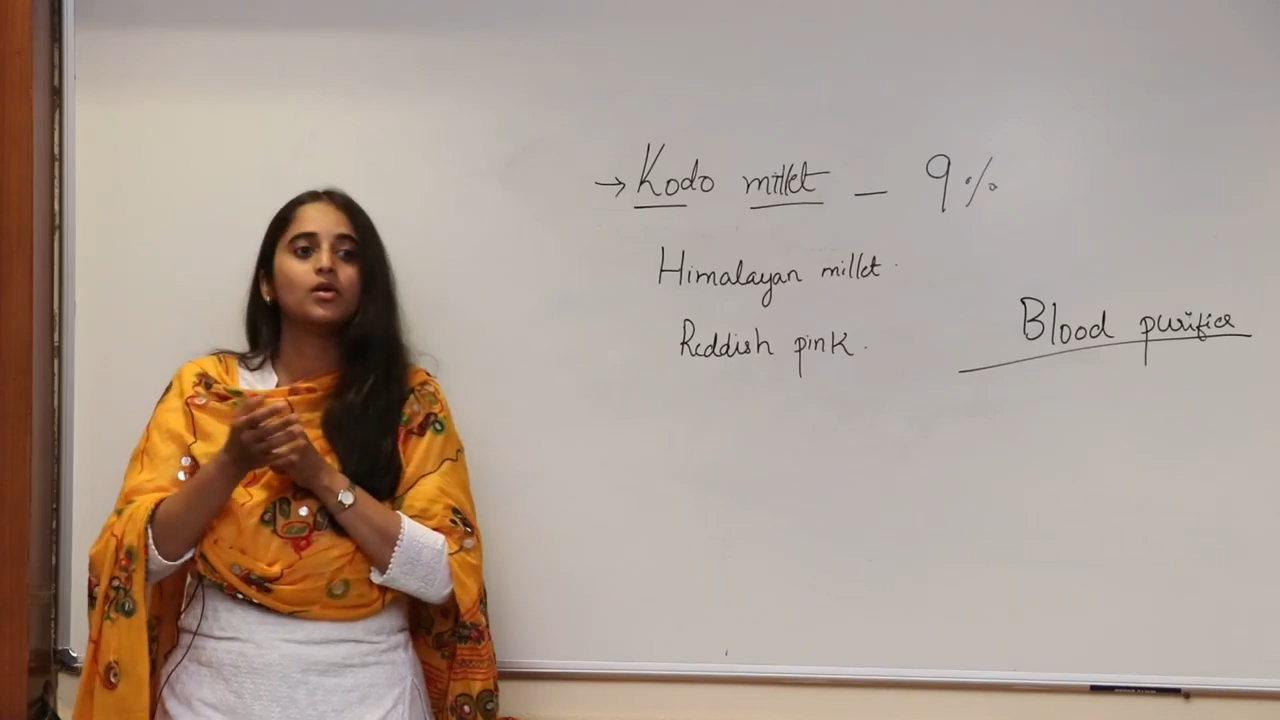 → Kodo millet – 9%
Himalayan millet.
Reddish pink.
Blood purifier